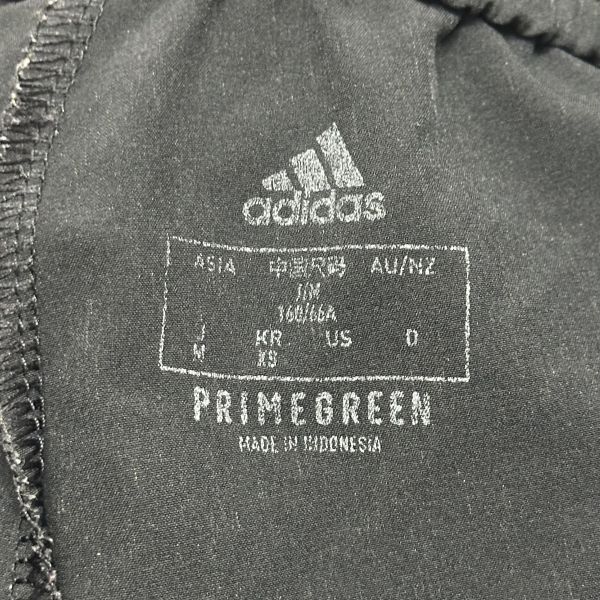 adidas
ASIA 中国尺码 AU/NZ
J/M
160/66A
J KR US D
M XS
PRIMEGREEN
MADE IN INDONESIA